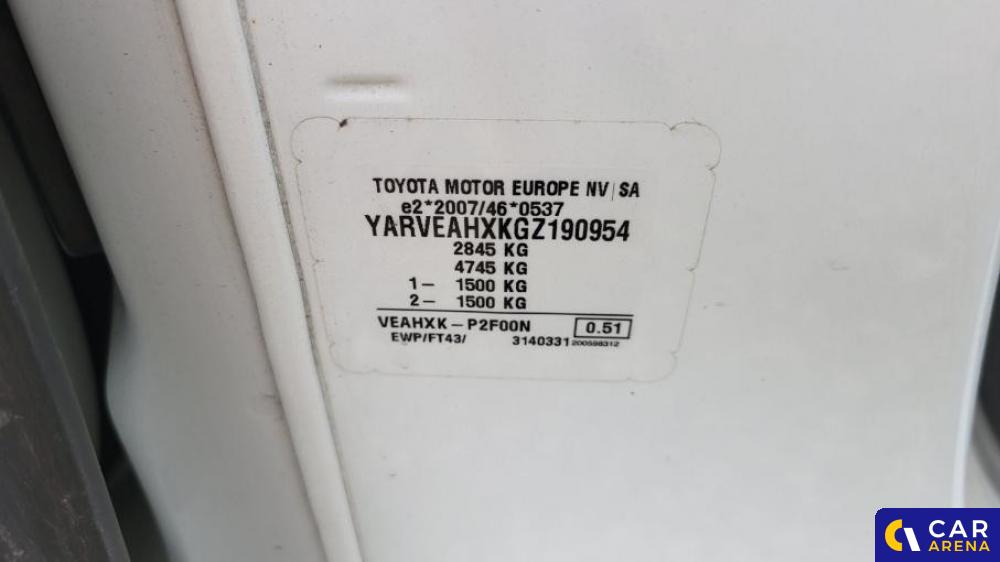 TOYOTA MOTOR EUROPE NV|SA
e2*2007/46*0537
YARVEAHXKGZ190954
2845 KG
4745 KG
1- 1500 KG
2- 1500 KG
VEAHXK-P2F00N 0.51
EWP/FT43/ 3140331 200598312
CAR
ARENA